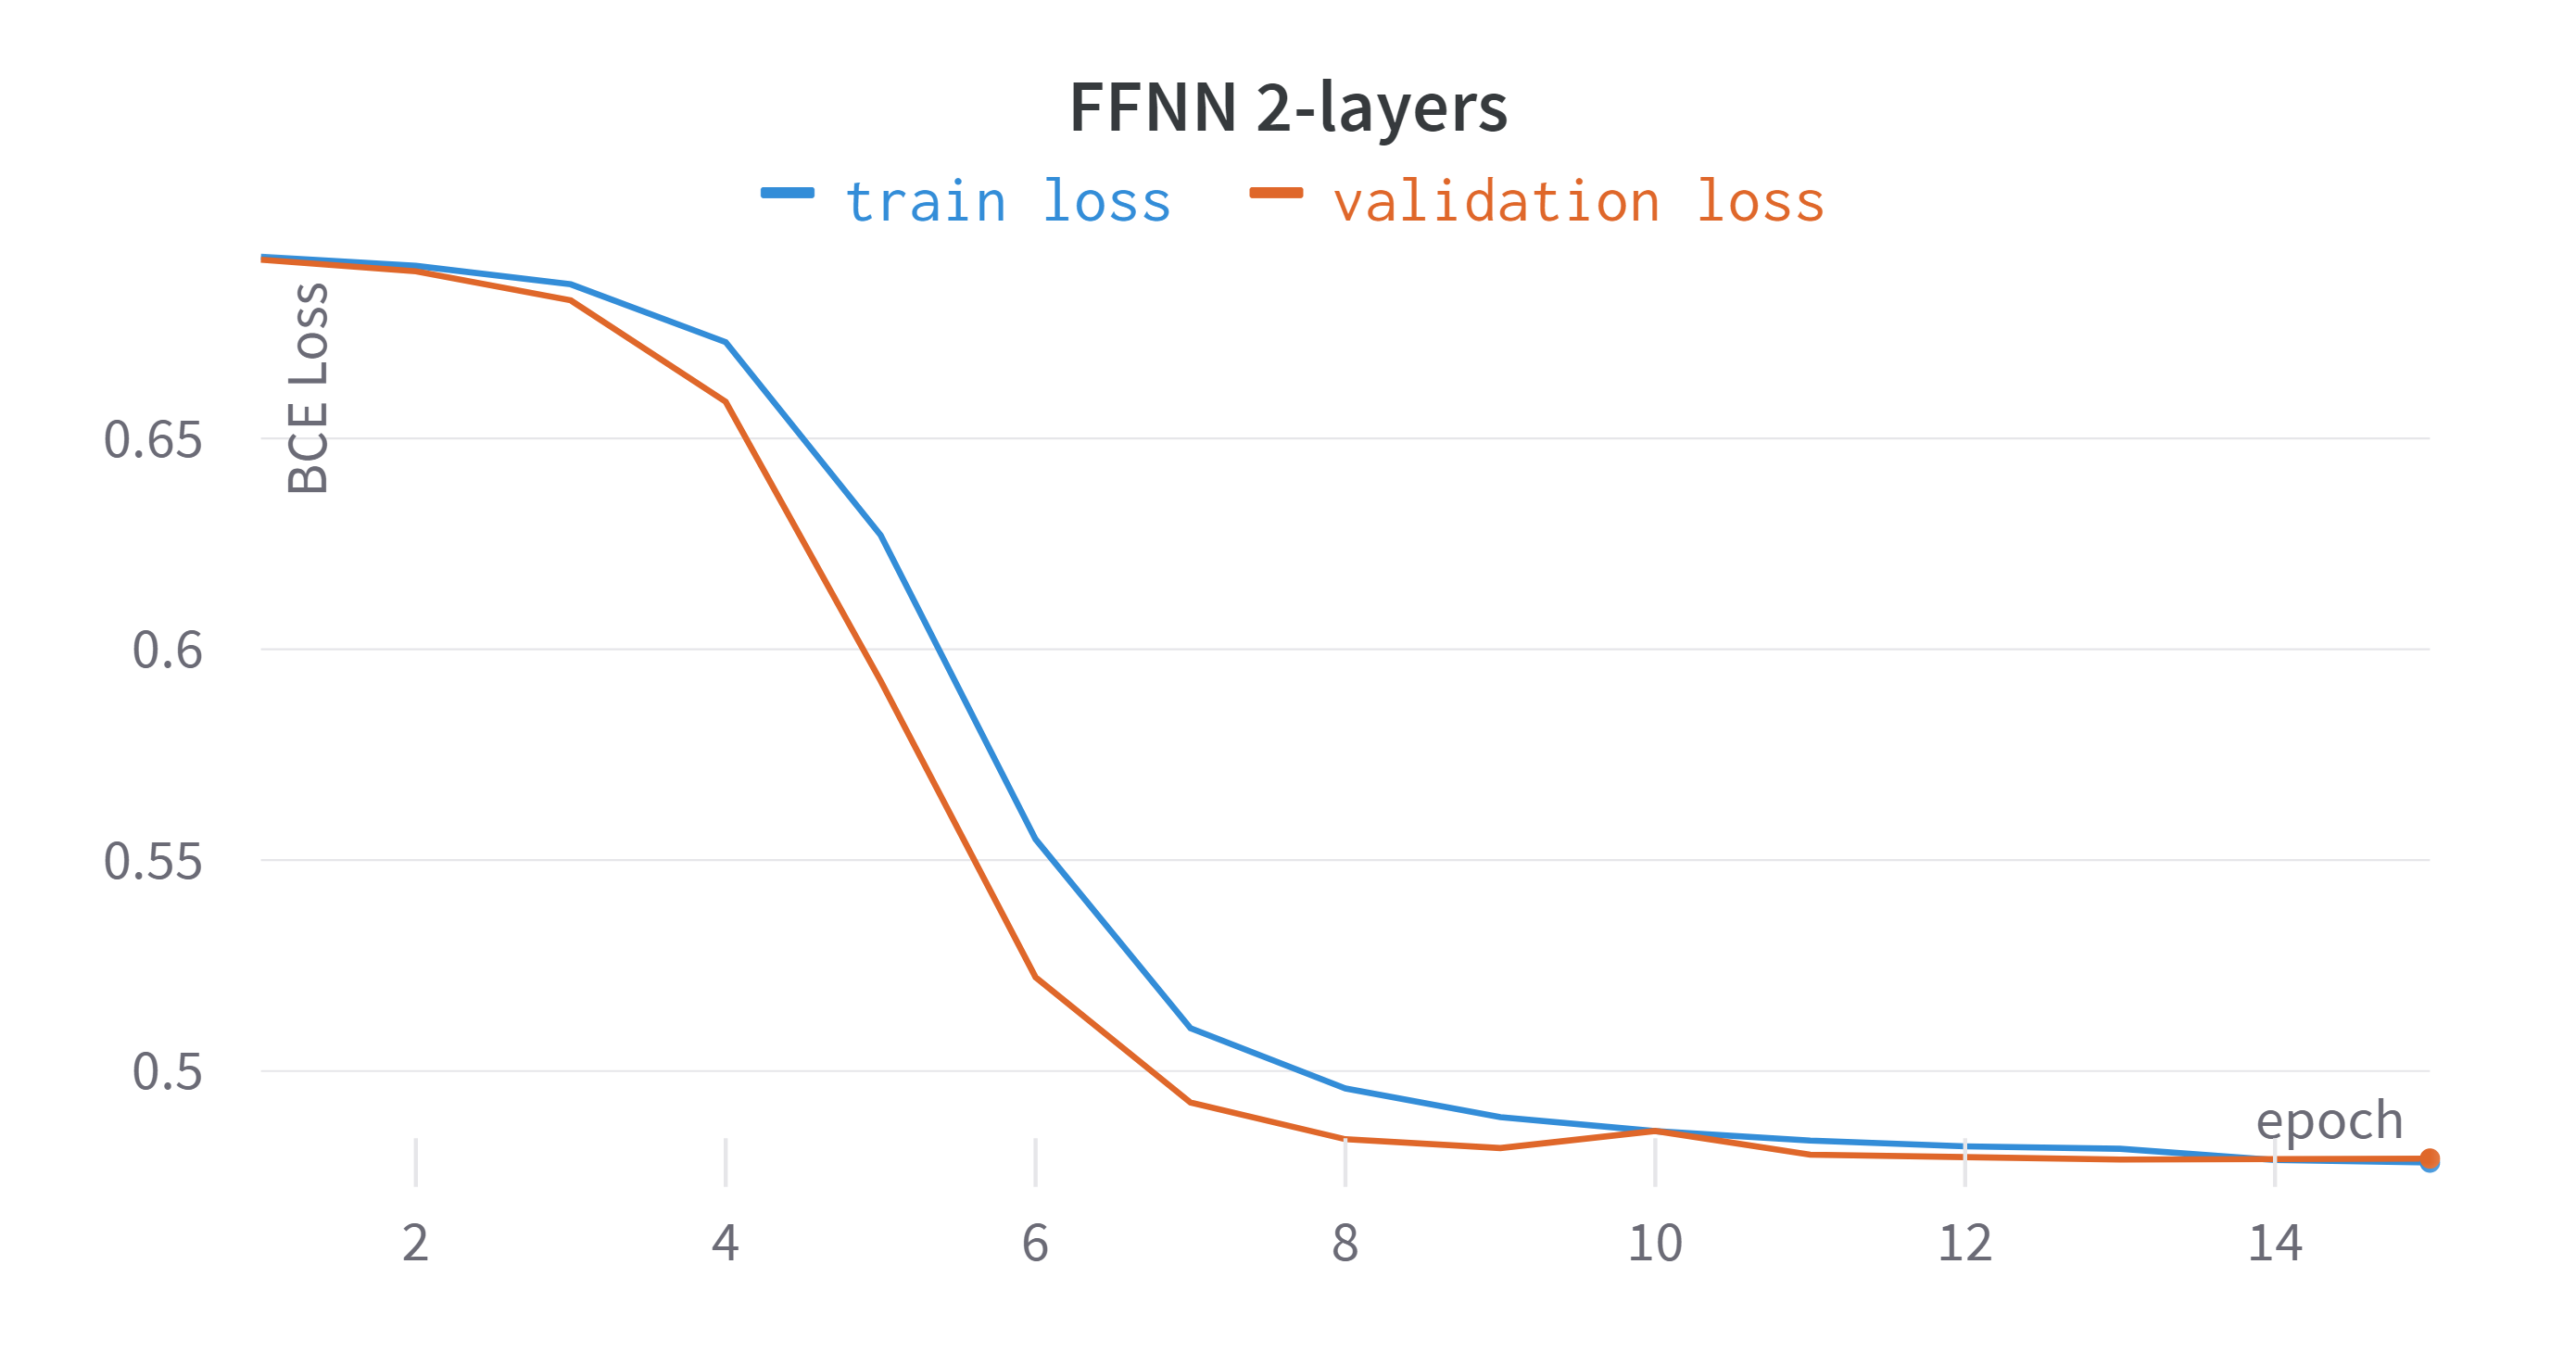 FFNN 2-layers
train loss validation loss
BCE Loss
0.65
0.6
0.55
0.5
epoch
2 4 6 8 10 12 14